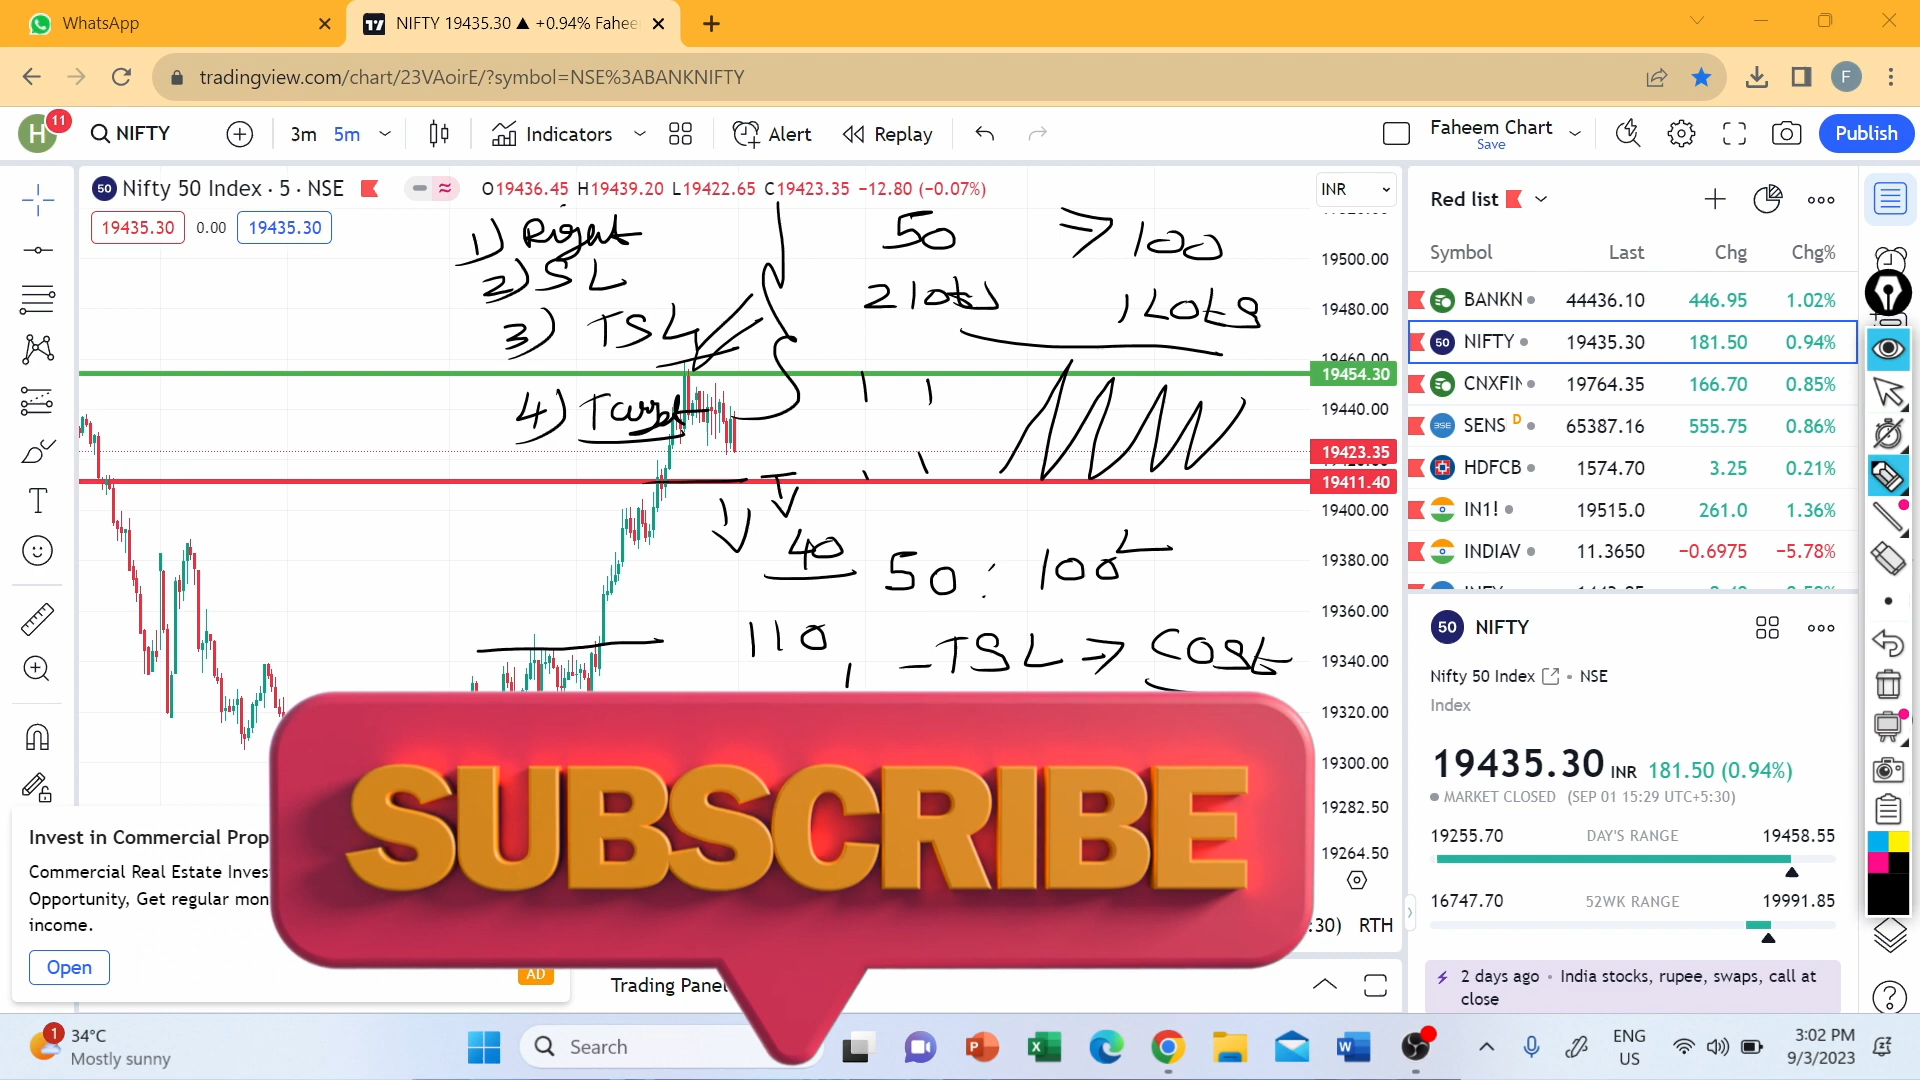 WhatsApp
NIFTY 19435.30 ▲ +0.94% Fahee
tradingview.com/chart/23VAoirE/?symbol=NSE%3ABANKNIFTY
F
H 11
NIFTY
3m 5m
Indicators
Alert
Replay
Faheem Chart
Save
Publish
50 Nifty 50 Index · 5 · NSE
O19436.45 H19439.20 L19422.65 C19423.35 −12.80 (−0.07%)
INR
19435.30 0.00 19435.30
1) Right
2) SL
3) TSL
4) Target
50 => 100
2 lots 1 Lots
40
50 : 100
110, - TSL => Cost
19500.00
19480.00
19460.00
19454.30
19440.00
19423.35
19411.40
19400.00
19380.00
19360.00
19340.00
19320.00
19300.00
19282.50
19264.50
:30) RTH
SUBSCRIBE
Invest in Commercial Prop
Commercial Real Estate Inves
Opportunity, Get regular mon
income.
Open
AD
Trading Panel
Red list
Symbol Last Chg Chg%
BANKN 44436.10 446.95 1.02%
50 NIFTY 19435.30 181.50 0.94%
CNXFIN 19764.35 166.70 0.85%
BSE SENS D 65387.16 555.75 0.86%
HDFCB 1574.70 3.25 0.21%
IN1! 19515.0 261.0 1.36%
INDIAV 11.3650 −0.6975 −5.78%
50 NIFTY
Nifty 50 Index • NSE
Index
19435.30 INR 181.50 (0.94%)
MARKET CLOSED (SEP 01 15:29 UTC+5:30)
19255.70 DAY'S RANGE 19458.55
16747.70 52WK RANGE 19991.85
2 days ago • India stocks, rupee, swaps, call at
close
1
34°C
Mostly sunny
Search
ENG
US
3:02 PM
9/3/2023